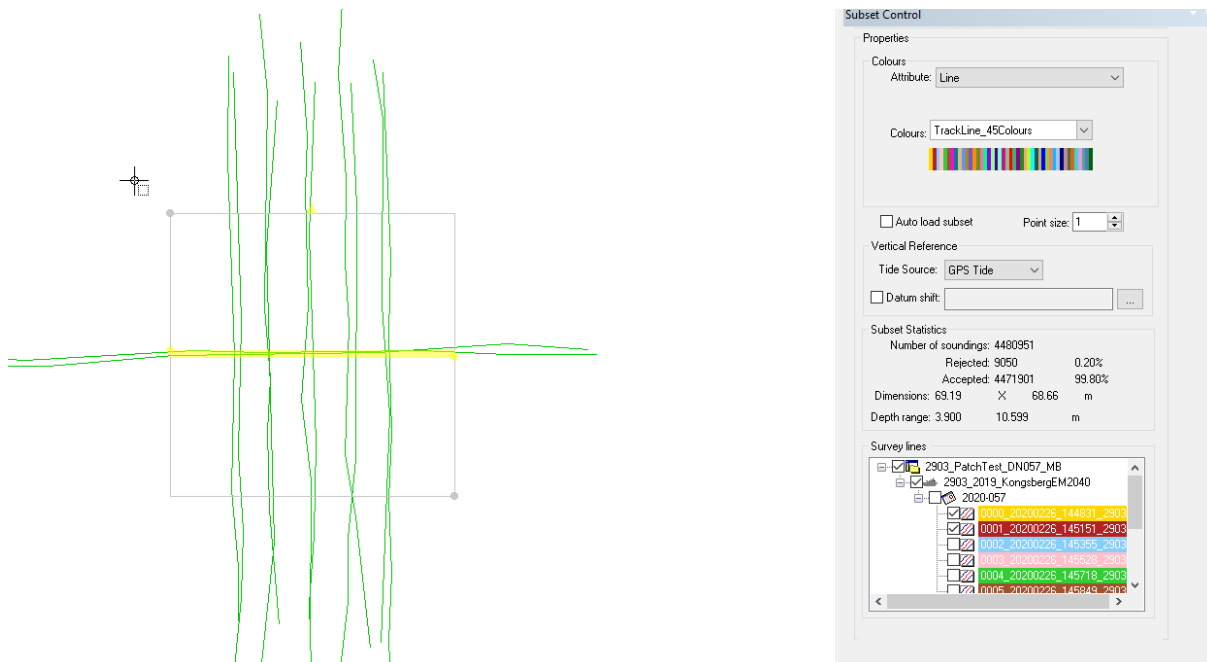 Subset Control
Properties
Colours
Attribute: Line
Colours: TrackLine_45Colours
Auto load subset Point size: 1
Vertical Reference
Tide Source: GPS Tide
Datum shift: ...
Subset Statistics
Number of soundings: 4480951
Rejected: 9050 0.20%
Accepted: 4471901 99.80%
Dimensions: 69.19 X 68.66 m
Depth range: 3.900 10.599 m
Survey lines
2903_PatchTest_DN057_MB
2903_2019_KongsbergEM2040
2020-057
0000_20200226_144831_2903
0001_20200226_145151_2903
0002_20200226_145355_2903
0003_20200226_145528_2903
0004_20200226_145718_2903
0005_20200226_145849_2903